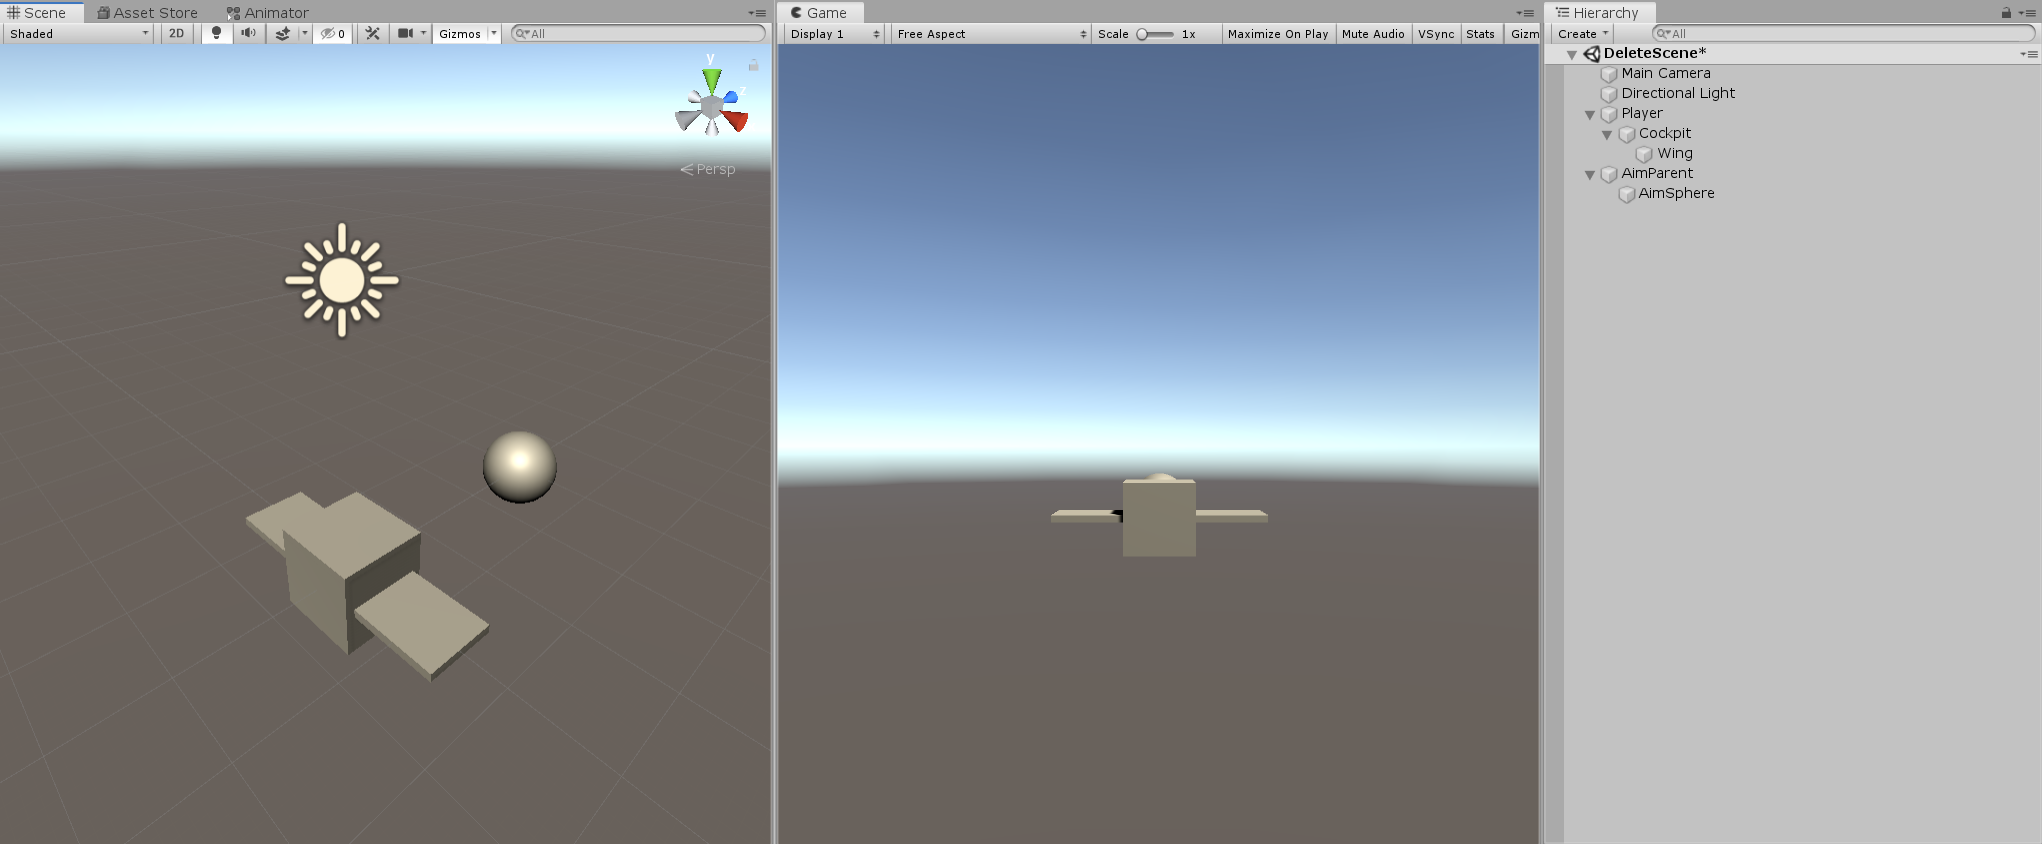 Scene
Asset Store
Animator
Shaded
2D
0
Gizmos
All
y
z
Persp
Game
Display 1
Free Aspect
Scale
1x
Maximize On Play
Mute Audio
VSync
Stats
Gizm
Hierarchy
Create
All
DeleteScene*
Main Camera
Directional Light
Player
Cockpit
Wing
AimParent
AimSphere